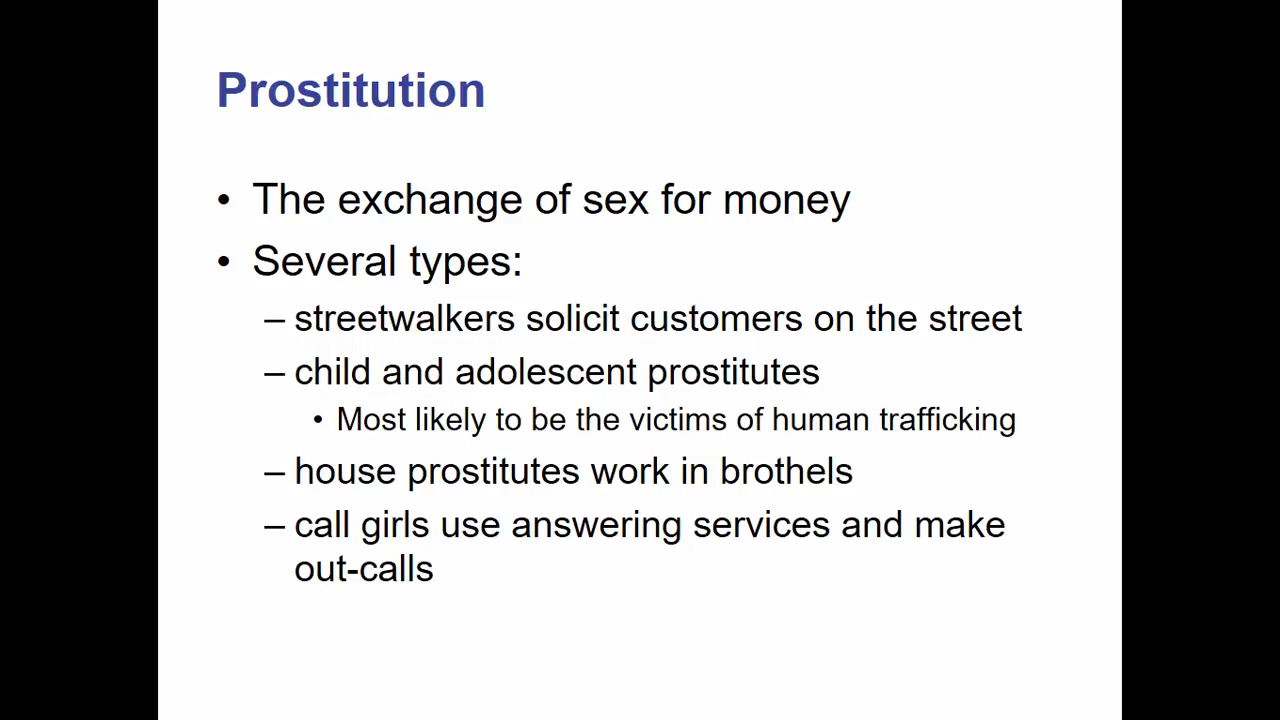 Prostitution
• The exchange of sex for money
• Several types:
– streetwalkers solicit customers on the street
– child and adolescent prostitutes
• Most likely to be the victims of human trafficking
– house prostitutes work in brothels
– call girls use answering services and make
out-calls